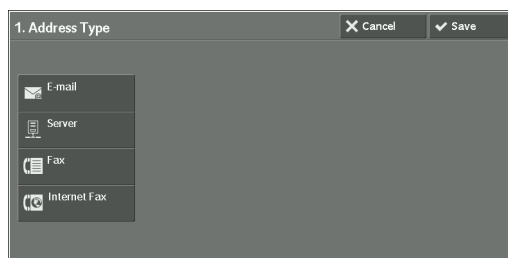 1. Address Type
Cancel
Save
E-mail
Server
Fax
Internet Fax